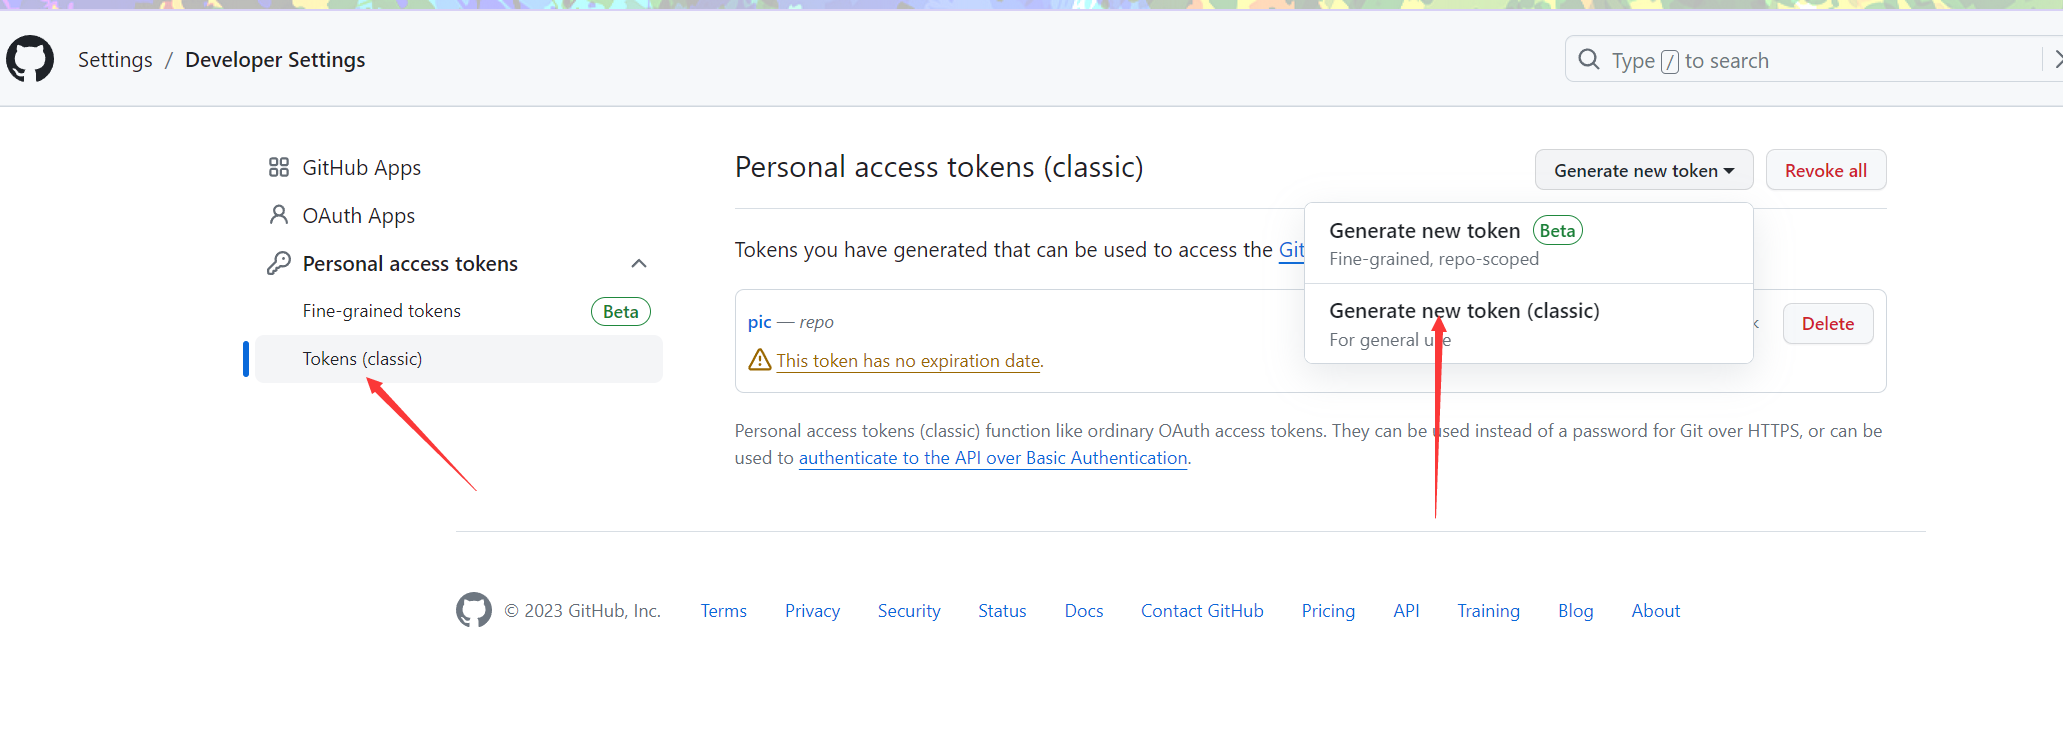 Settings / Developer Settings
Type / to search
GitHub Apps
OAuth Apps
Personal access tokens
Fine-grained tokens Beta
Tokens (classic)
Personal access tokens (classic)
Generate new token
Revoke all
Generate new token Beta
Fine-grained, repo-scoped
Generate new token (classic)
For general use
Tokens you have generated that can be used to access the Git
pic — repo
Delete
This token has no expiration date.
Personal access tokens (classic) function like ordinary OAuth access tokens. They can be used instead of a password for Git over HTTPS, or can be
used to authenticate to the API over Basic Authentication.
© 2023 GitHub, Inc. Terms Privacy Security Status Docs Contact GitHub Pricing API Training Blog About